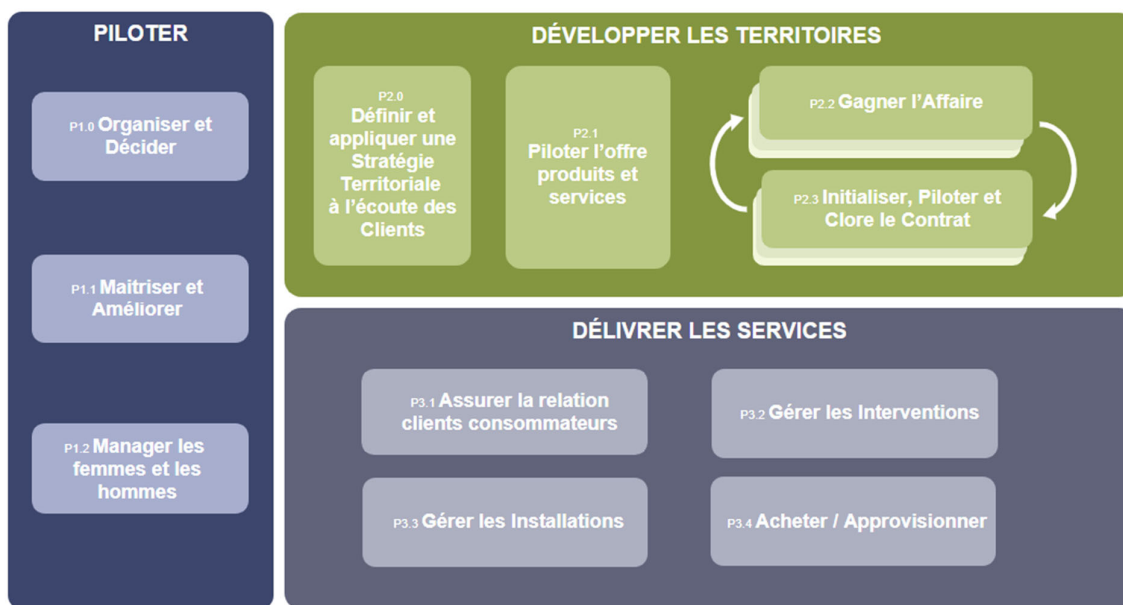 PILOTER
P1.0 Organiser et
Décider
P1.1 Maitriser et
Améliorer
P1.2 Manager les
femmes et les
hommes
DÉVELOPPER LES TERRITOIRES
P2.0
Définir et
appliquer une
Stratégie
Territoriale
à l'écoute des
Clients
P2.1
Piloter l'offre
produits et
services
P2.2 Gagner l'Affaire
P2.3 Initialiser, Piloter et
Clore le Contrat
DÉLIVRER LES SERVICES
P3.1 Assurer la relation
clients consommateurs
P3.2 Gérer les Interventions
P3.3 Gérer les Installations
P3.4 Acheter / Approvisionner